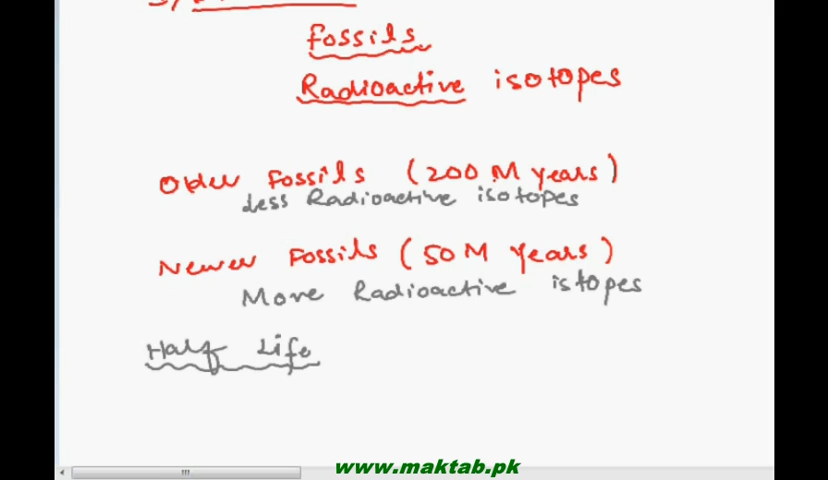 Fossils
Radioactive isotopes
Older Fossils (200 M years)
Less Radioactive isotopes
Newer Fossils (50 M years)
More Radioactive istopes
Half Life
www.maktab.pk